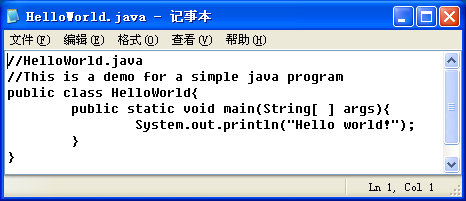 HelloWorld.java - 记事本
文件(F) 编辑(E) 格式(O) 查看(V) 帮助(H)
//HelloWorld.java
//This is a demo for a simple java program
public class HelloWorld{
        public static void main(String[ ] args){
                System.out.println("Hello world!");
        }
}
Ln 1, Col 1